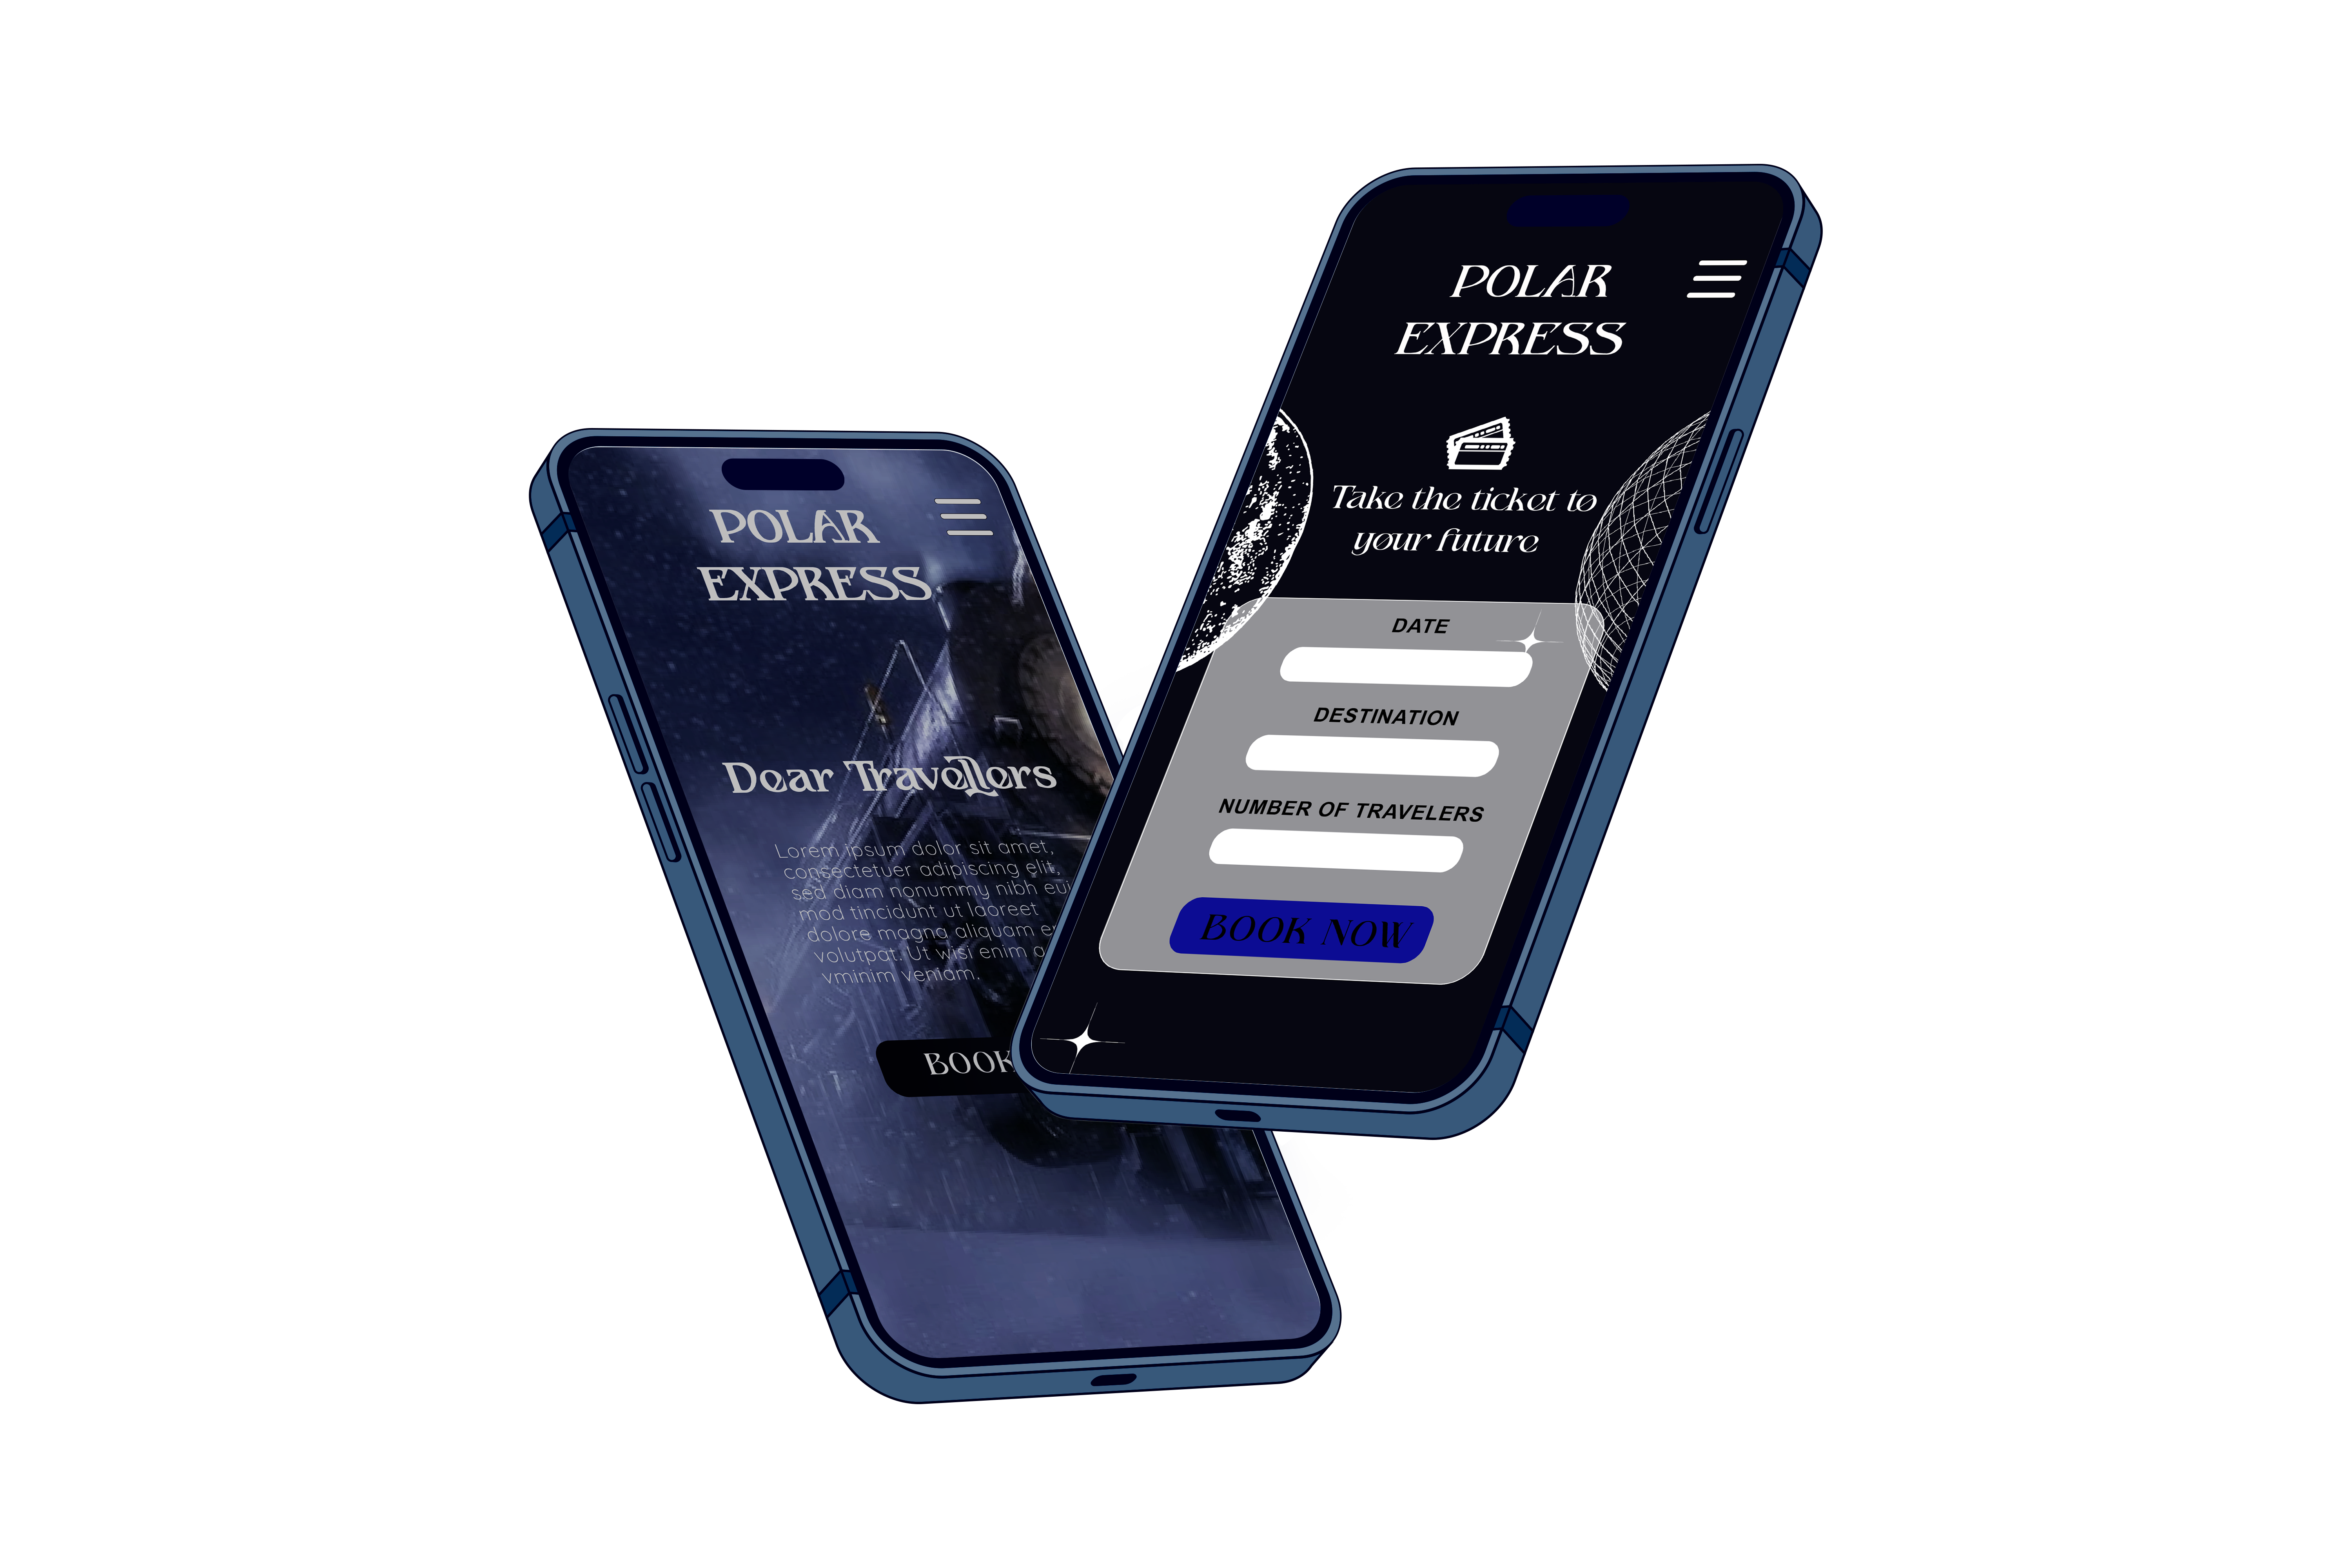 POLAR
EXPRESS
Dear Travellers
Lorem ipsum dolor sit amet,
consectetuer adipiscing elit,
sed diam nonummy nibh eui
mod tincidunt ut laoreet
dolore magna aliquam er
volutpat. Ut wisi enim a
vminim veniam.
BOOK
POLAR
EXPRESS
Take the ticket to
your future
DATE
DESTINATION
NUMBER OF TRAVELERS
BOOK NOW